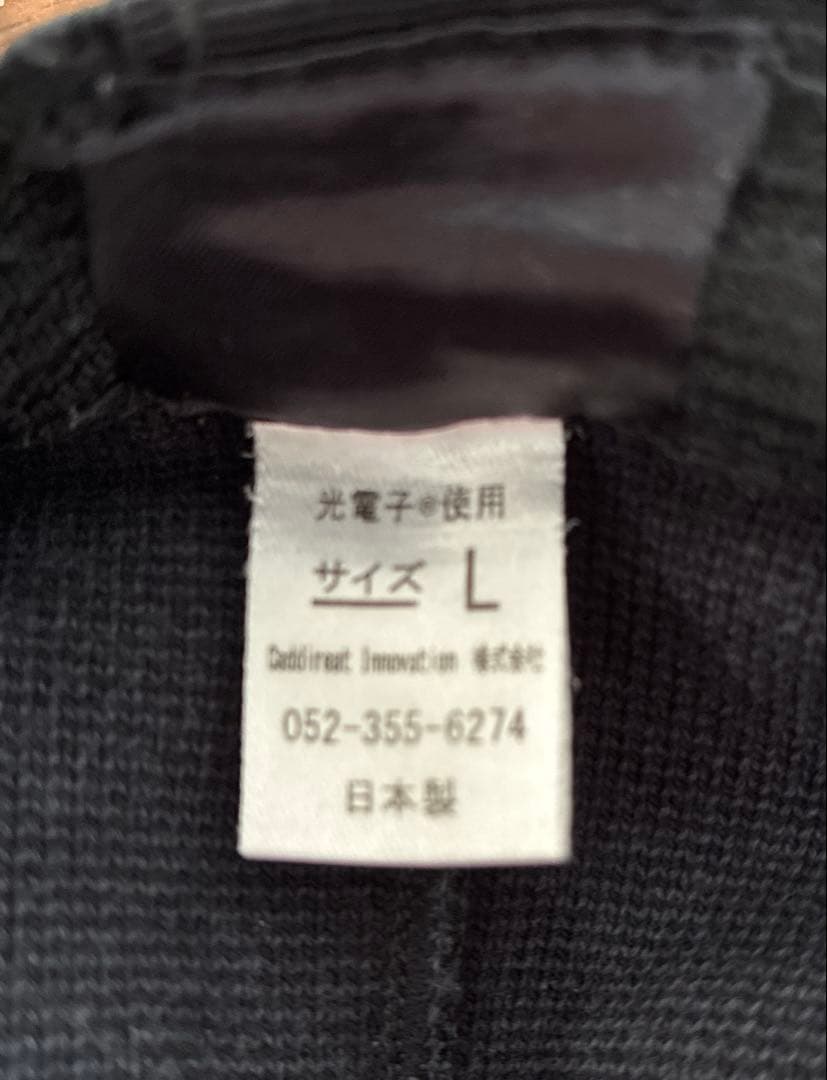 光電子®使用
サイズ L
Caddireat Innovation 株式会社
052-355-6274
日本製